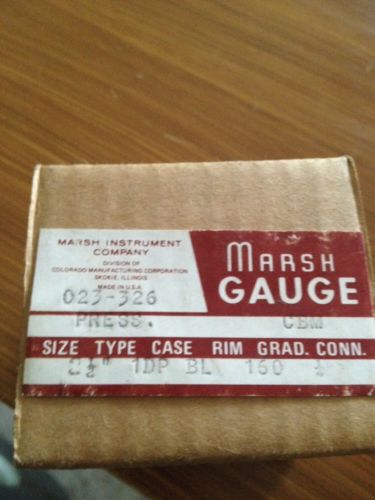 MARSH INSTRUMENT
COMPANY
DIVISION OF
COLORADO MANUFACTURING CORPORATION
SKOKIE, ILLINOIS
MADE IN U.S.A.
023-326
MARSH
GAUGE
PRESS. CBM
SIZE TYPE CASE RIM GRAD. CONN.
2½" 1DP BL 160 ¼